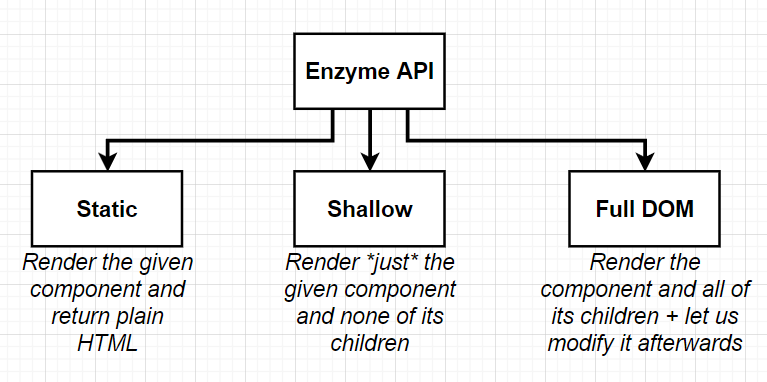 Enzyme API
Static
Shallow
Full DOM
Render the given
component and
return plain
HTML
Render *just* the
given component
and none of its
children
Render the
component and all of
its children + let us
modify it afterwards